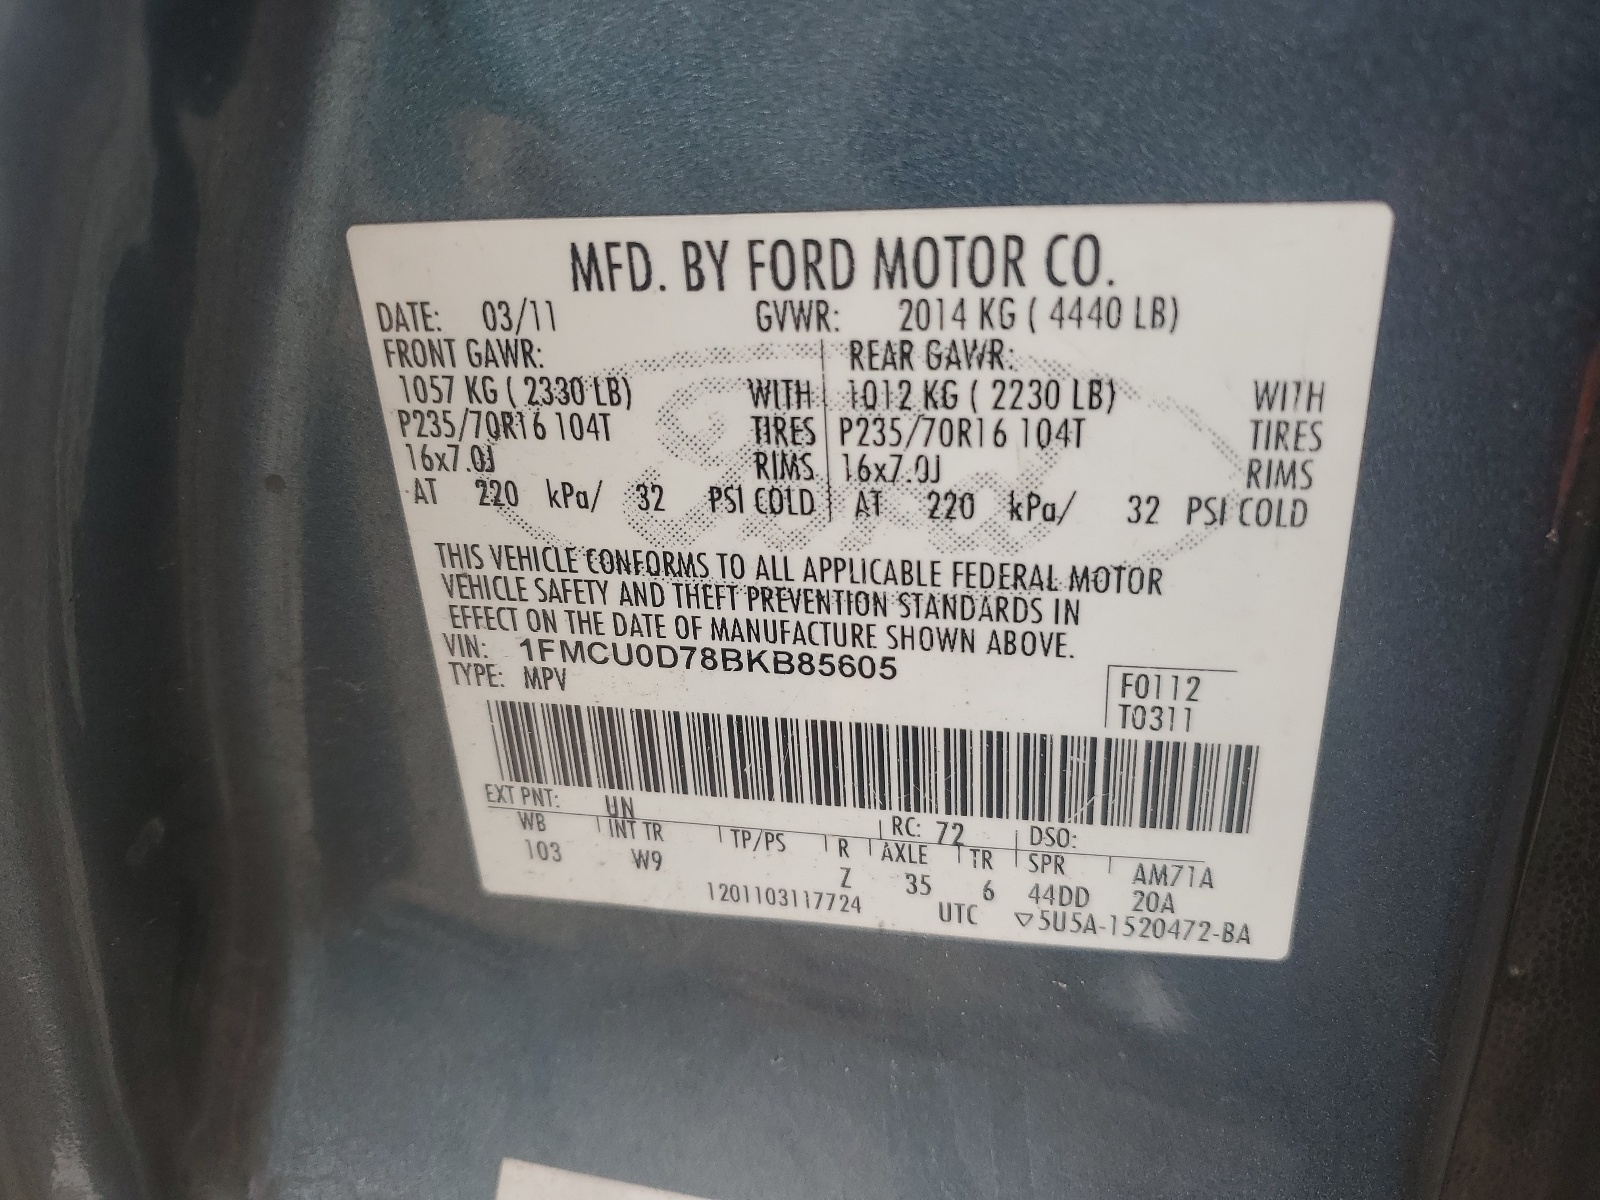 MFD. BY FORD MOTOR CO.
DATE: 03/11 GVWR: 2014 KG ( 4440 LB)
FRONT GAWR: REAR GAWR:
1057 KG ( 2330 LB) WITH 1012 KG ( 2230 LB) WITH
P235/70R16 104T TIRES P235/70R16 104T TIRES
16x7.0J RIMS 16x7.0J RIMS
AT 220 kPa/ 32 PSI COLD AT 220 kPa/ 32 PSI COLD
Ford
THIS VEHICLE CONFORMS TO ALL APPLICABLE FEDERAL MOTOR
VEHICLE SAFETY AND THEFT PREVENTION STANDARDS IN
EFFECT ON THE DATE OF MANUFACTURE SHOWN ABOVE.
VIN: 1FMCU0D78BKB85605
TYPE: MPV
F0112
T0311
EXT PNT: UN RC: 72 DSO:
WB INT TR TP/PS R AXLE TR SPR AM71A
103 W9 Z 35 6 44DD 20A
1201103117724 UTC ▽5U5A-1520472-BA